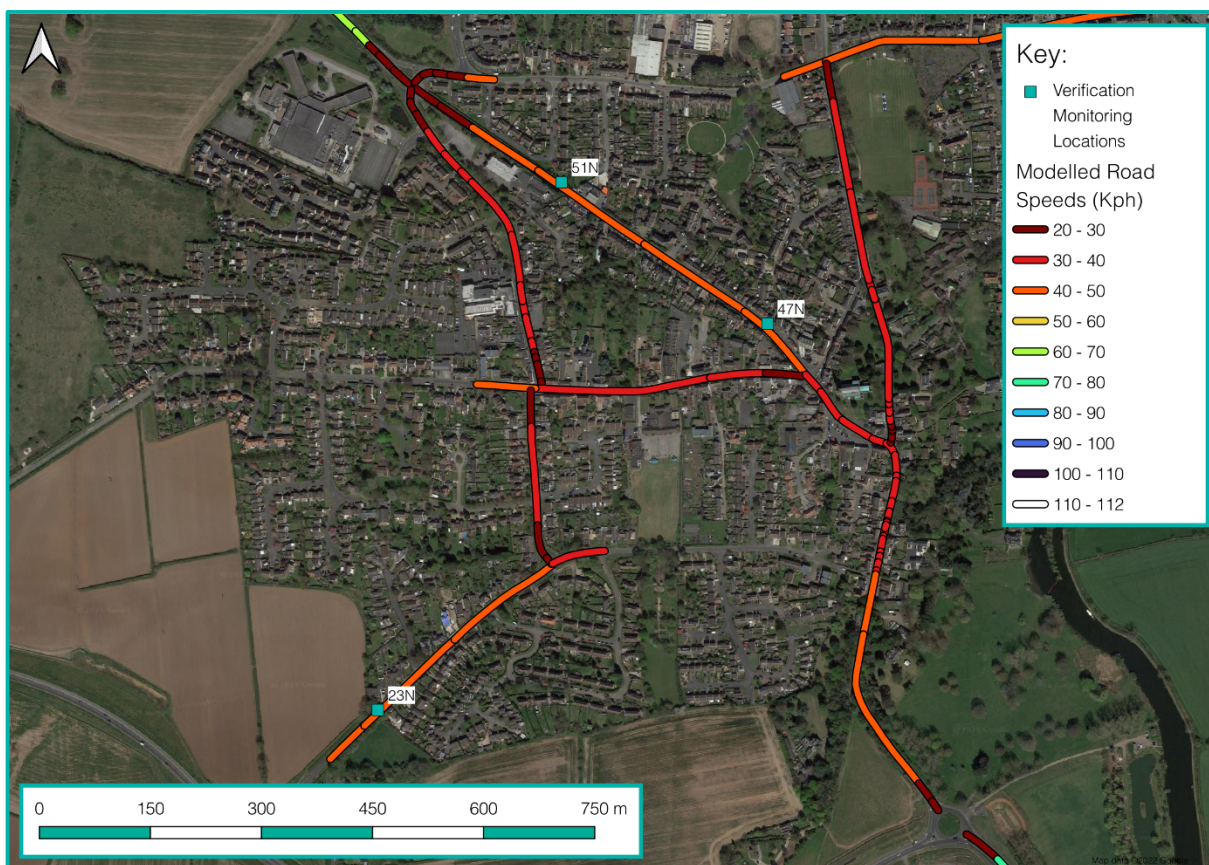 Key:
Verification
Monitoring
Locations
Modelled Road
Speeds (Kph)
20 - 30
30 - 40
40 - 50
50 - 60
60 - 70
70 - 80
80 - 90
90 - 100
100 - 110
110 - 112
51N
47N
23N
0 150 300 450 600 750 m